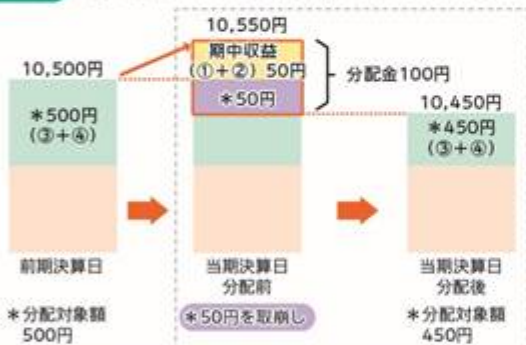 10,550円
期中収益
(①+②) 50円
*50円
分配金100円
10,500円
*500円
(③+④)
10,450円
*450円
(③+④)
前期決算日
当期決算日
分配前
当期決算日
分配後
*分配対象額
500円
*50円を取崩し
*分配対象額
450円